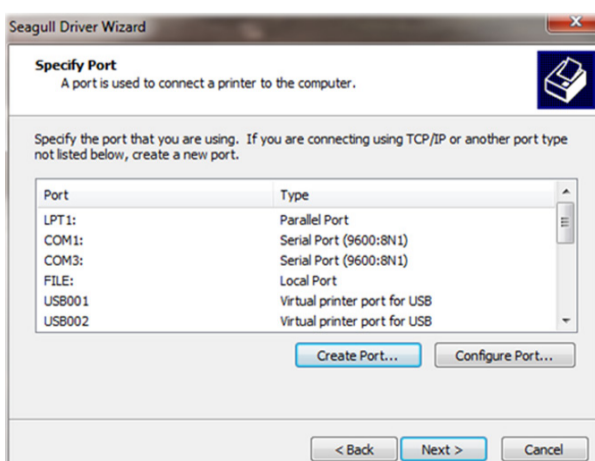 Seagull Driver Wizard
Specify Port
A port is used to connect a printer to the computer.
Specify the port that you are using. If you are connecting using TCP/IP or another port type
not listed below, create a new port.
Port Type
LPT1: Parallel Port
COM1: Serial Port (9600:8N1)
COM3: Serial Port (9600:8N1)
FILE: Local Port
USB001 Virtual printer port for USB
USB002 Virtual printer port for USB
Create Port... Configure Port...
< Back Next > Cancel